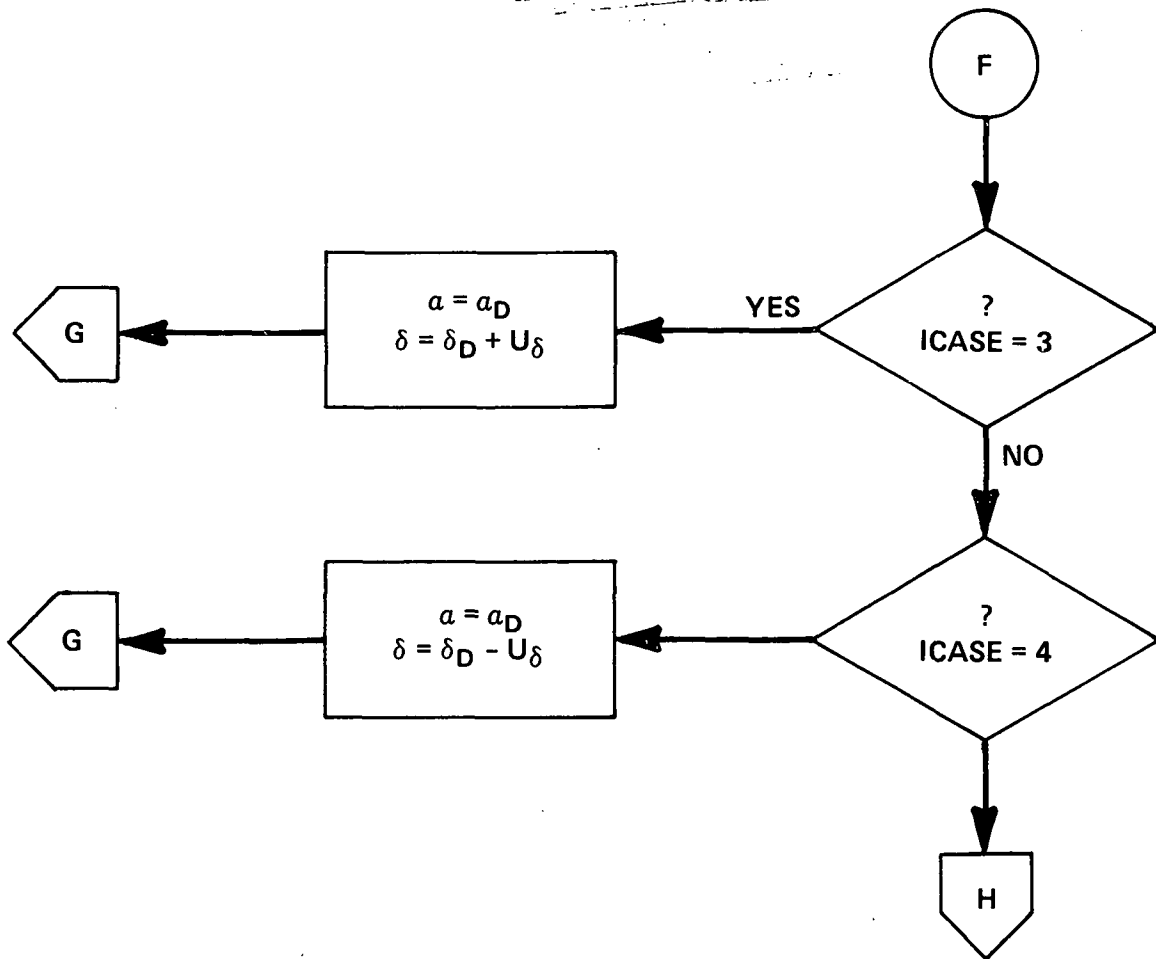 F
?
ICASE = 3
YES
a = a_D
δ = δ_D + U_δ
G
NO
?
ICASE = 4
a = a_D
δ = δ_D - U_δ
G
H